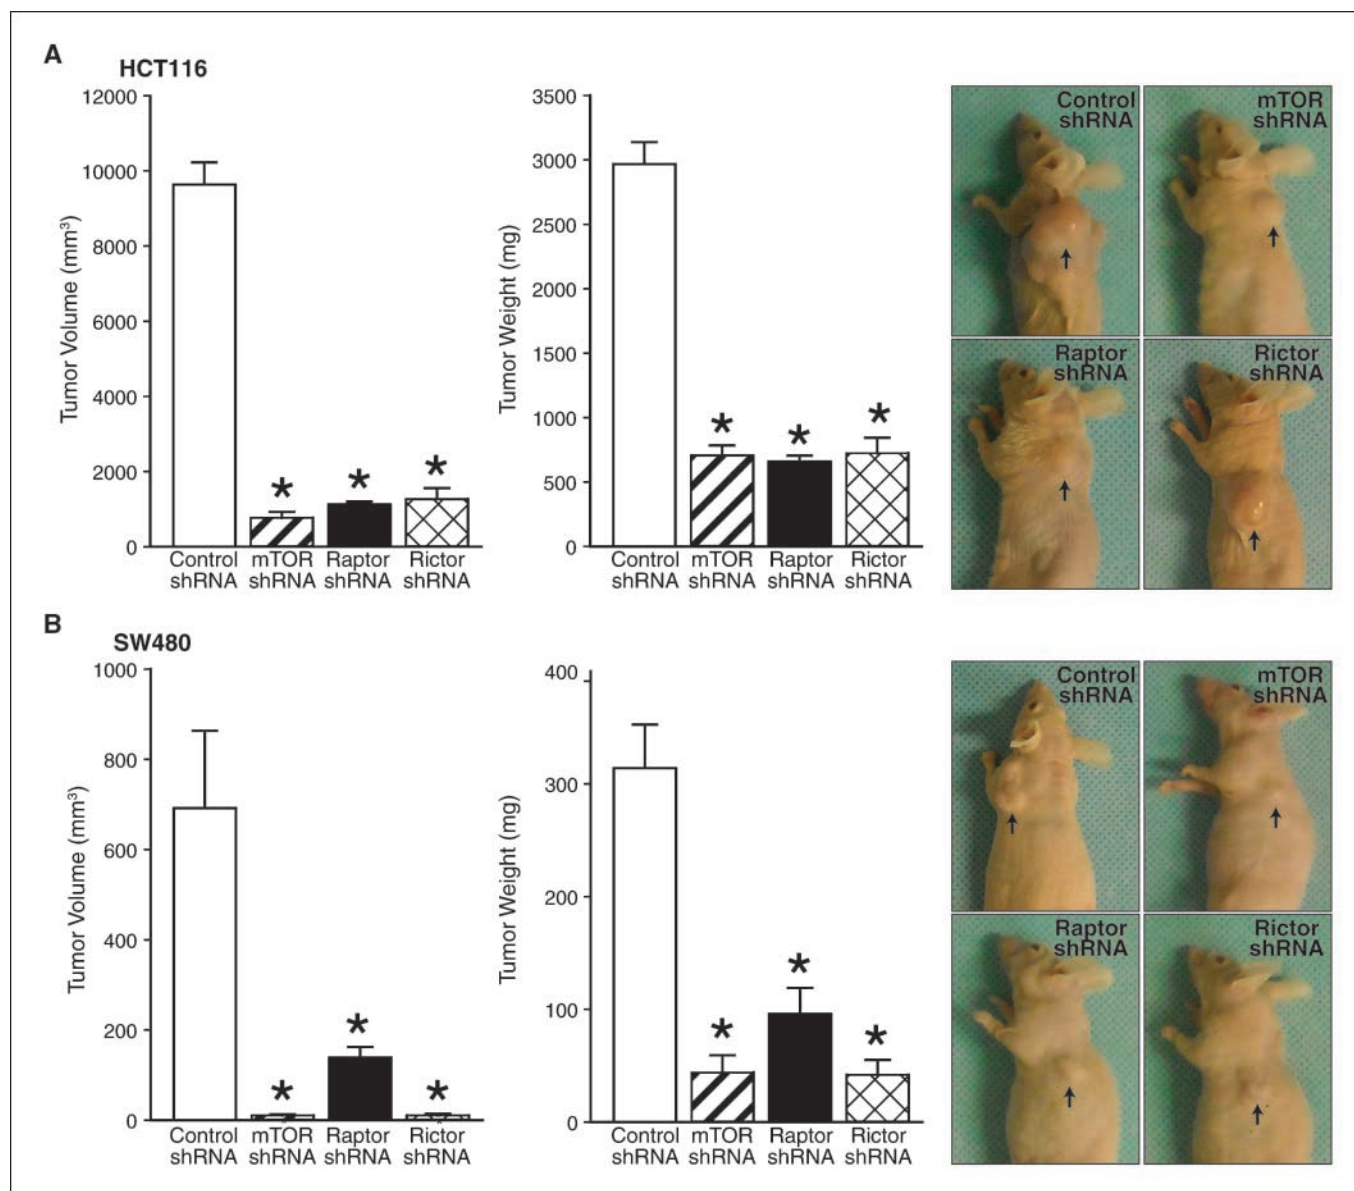 A
HCT116
Tumor Volume (mm³)
12000
10000
8000
6000
4000
2000
0
*
*
*
Control
shRNA
mTOR
shRNA
Raptor
shRNA
Rictor
shRNA
Tumor Weight (mg)
3500
3000
2500
2000
1500
1000
500
0
*
*
*
Control
shRNA
mTOR
shRNA
Raptor
shRNA
Rictor
shRNA
Control
shRNA
mTOR
shRNA
Raptor
shRNA
Rictor
shRNA
B
SW480
Tumor Volume (mm³)
1000
800
600
400
200
0
*
*
*
Control
shRNA
mTOR
shRNA
Raptor
shRNA
Rictor
shRNA
Tumor Weight (mg)
400
300
200
100
0
*
*
*
Control
shRNA
mTOR
shRNA
Raptor
shRNA
Rictor
shRNA
Control
shRNA
mTOR
shRNA
Raptor
shRNA
Rictor
shRNA